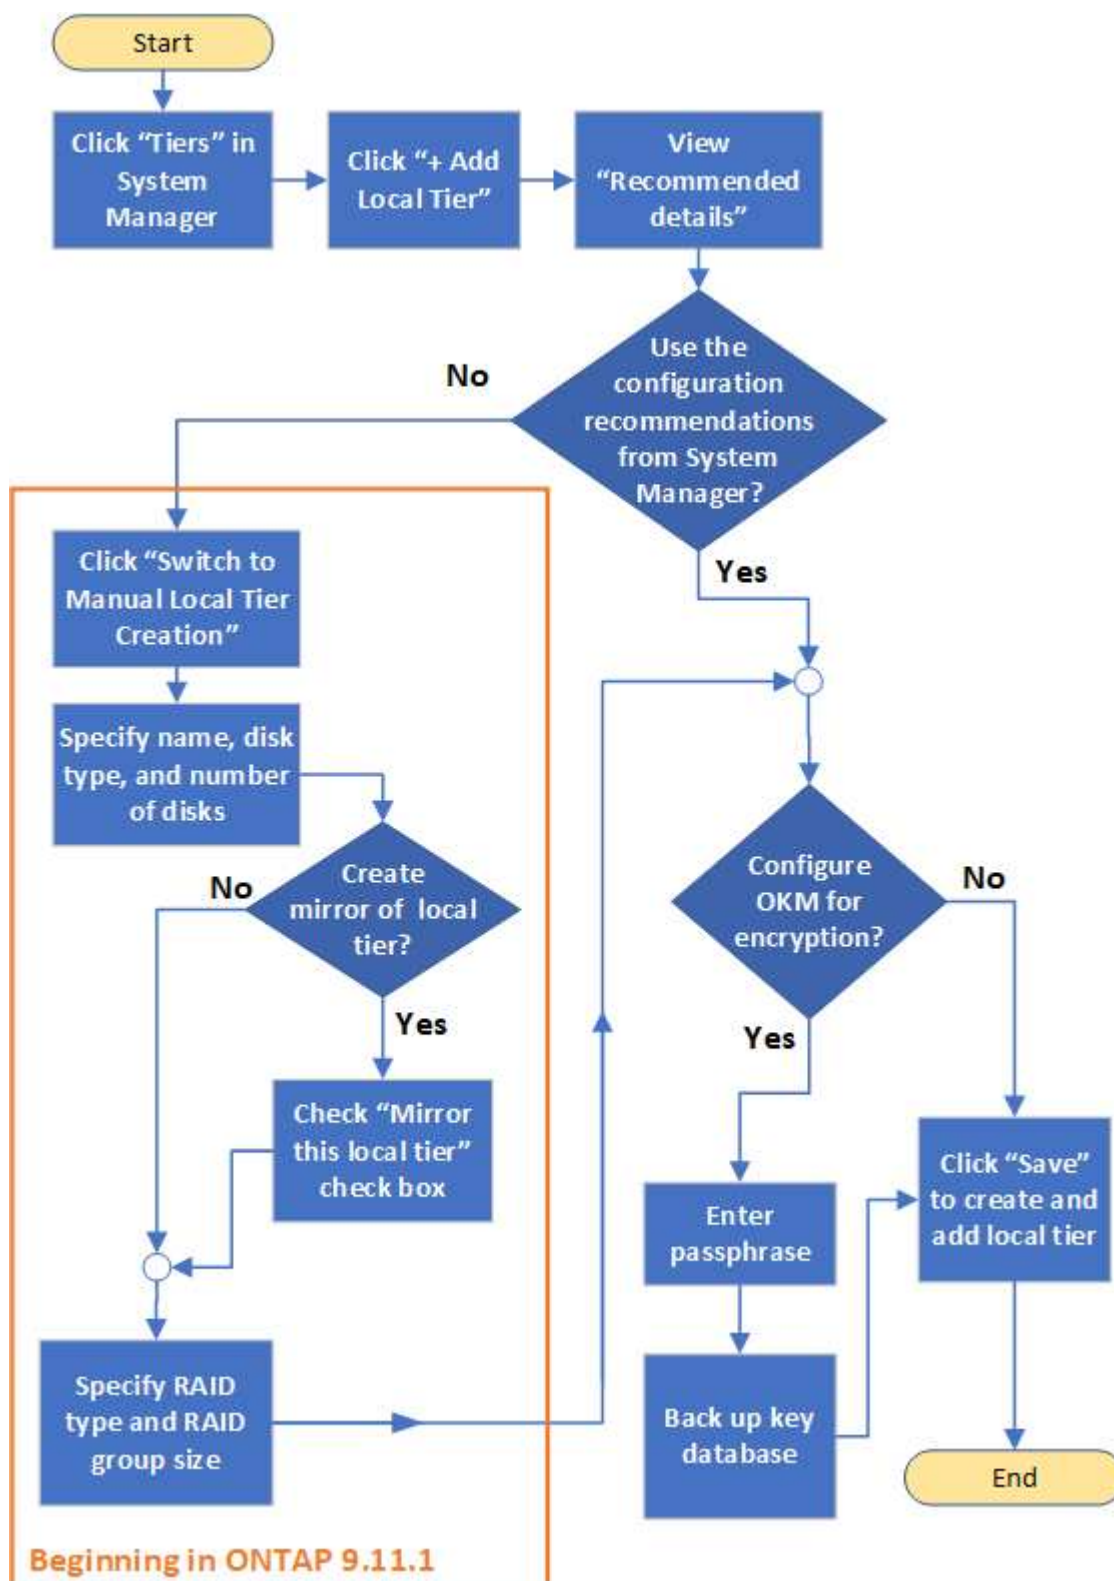 Start
Click “Tiers” in
System
Manager
Click “+ Add
Local Tier”
View
“Recommended
details”
Use the
configuration
recommendations
from System
Manager?
No
Yes
Click “Switch to
Manual Local Tier
Creation”
Specify name, disk
type, and number
of disks
Create
mirror of local
tier?
No
Yes
Check “Mirror
this local tier”
check box
Specify RAID
type and RAID
group size
Beginning in ONTAP 9.11.1
Configure
OKM for
encryption?
No
Yes
Enter
passphrase
Back up key
database
Click “Save”
to create and
add local tier
End